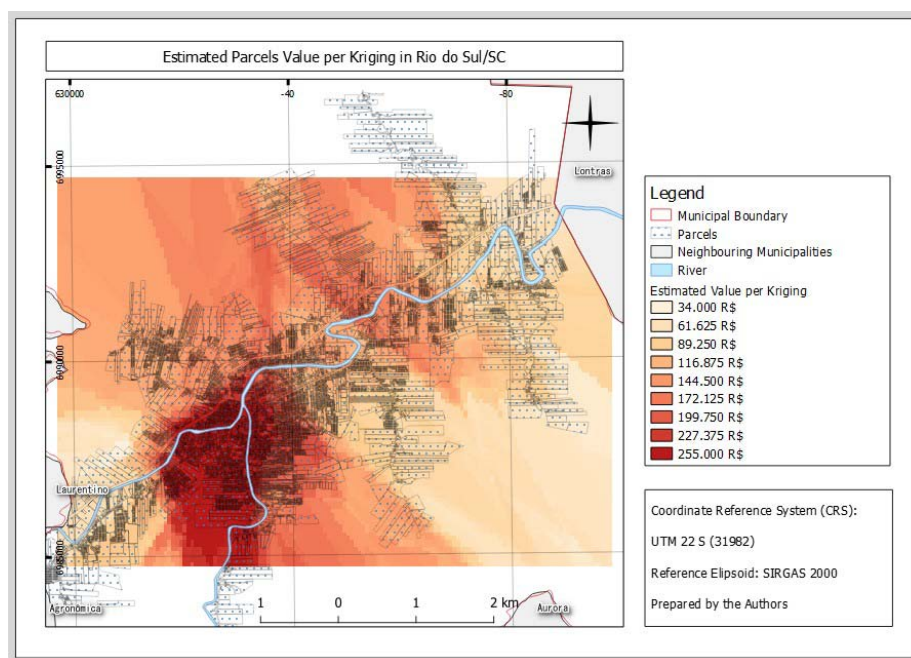 Estimated Parcels Value per Kriging in Rio do Sul/SC
630000
-40
-80
6995000
Lontras
6990000
Laurentino
6985000
Agronômica
1 0 1 2 km
Aurora
Legend
Municipal Boundary
Parcels
Neighbouring Municipalities
River
Estimated Value per Kriging
34.000 R$
61.625 R$
89.250 R$
116.875 R$
144.500 R$
172.125 R$
199.750 R$
227.375 R$
255.000 R$
Coordinate Reference System (CRS):
UTM 22 S (31982)
Reference Elipsoid: SIRGAS 2000
Prepared by the Authors